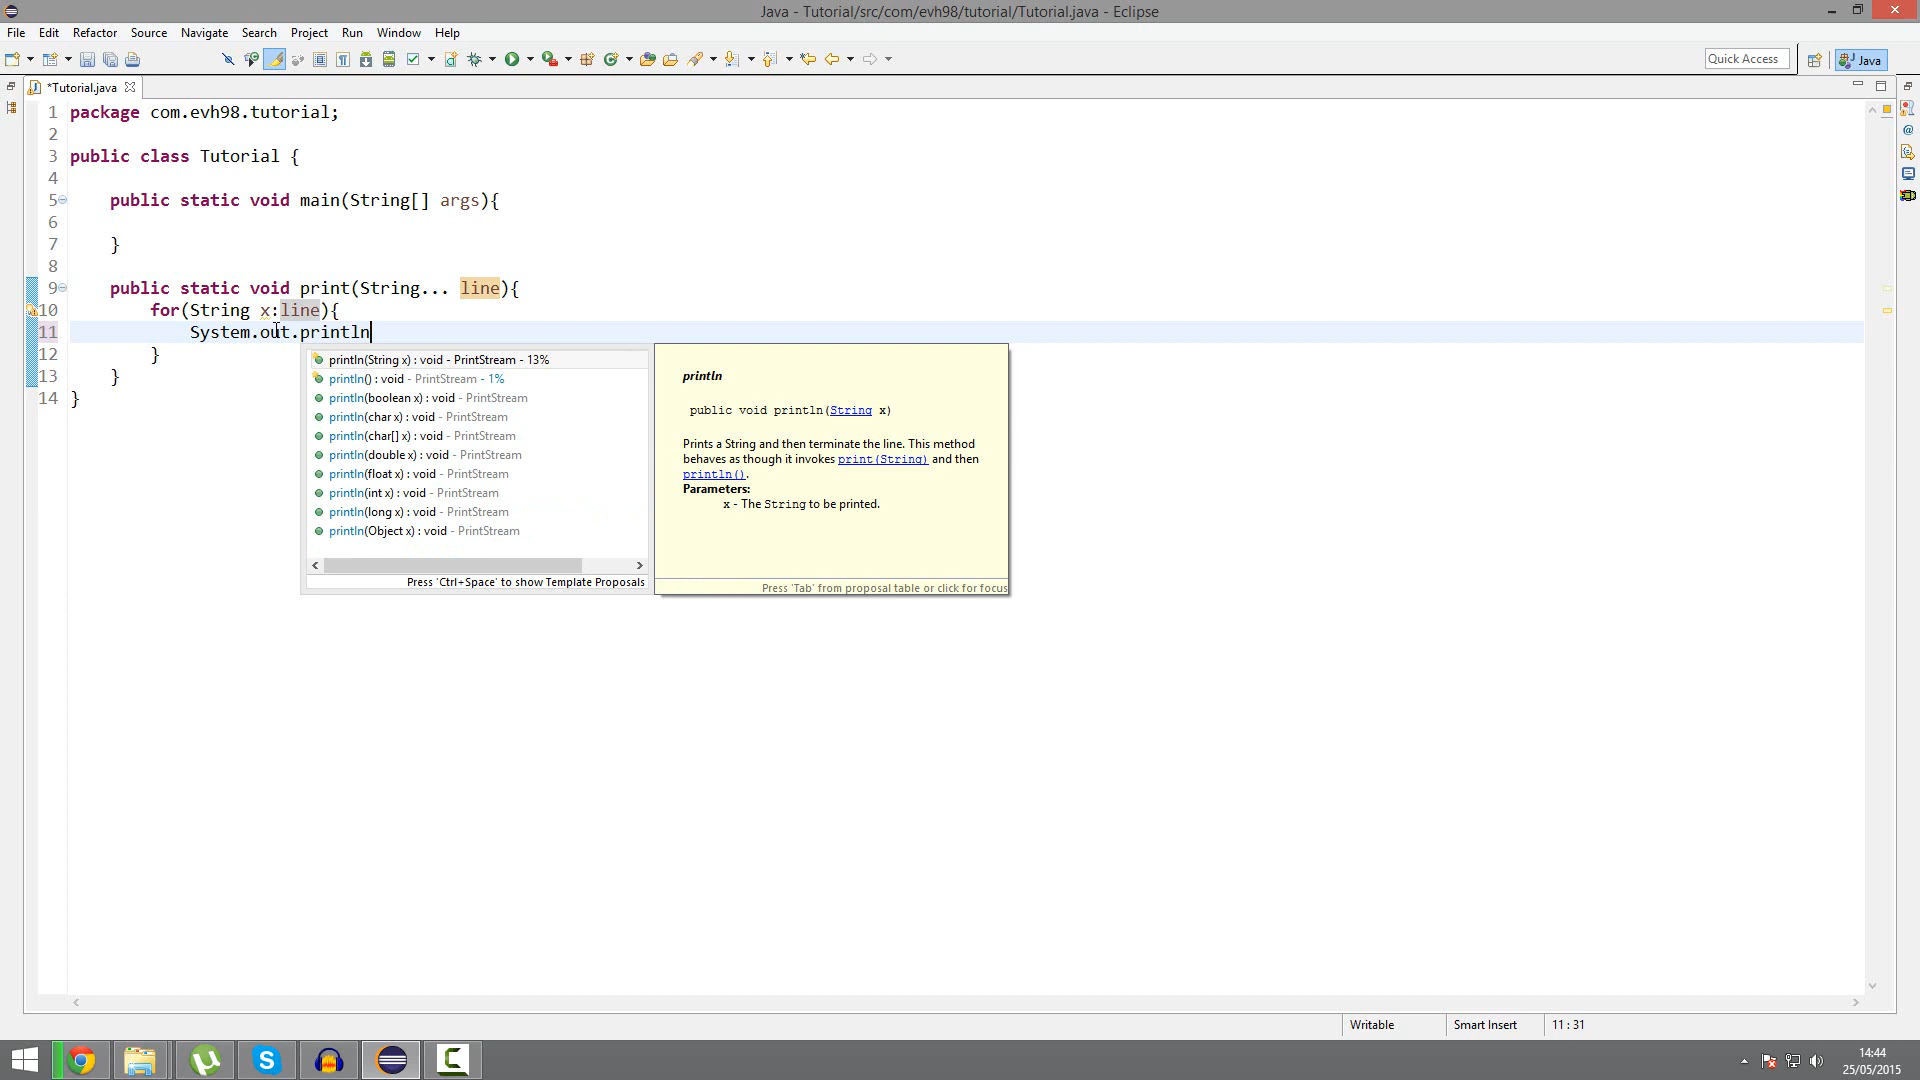 Java - Tutorial/src/com/evh98/tutorial/Tutorial.java - Eclipse
File Edit Refactor Source Navigate Search Project Run Window Help
Quick Access
Java
*Tutorial.java
1 package com.evh98.tutorial;
2
3 public class Tutorial {
4
5 public static void main(String[] args){
6
7 }
8
9 public static void print(String... line){
10 for(String x:line){
11 System.out.println
12 }
13 }
14 }
println(String x) : void - PrintStream - 13%
println() : void - PrintStream - 1%
println(boolean x) : void - PrintStream
println(char x) : void - PrintStream
println(char[] x) : void - PrintStream
println(double x) : void - PrintStream
println(float x) : void - PrintStream
println(int x) : void - PrintStream
println(long x) : void - PrintStream
println(Object x) : void - PrintStream
Press 'Ctrl+Space' to show Template Proposals
println
public void println(String x)
Prints a String and then terminate the line. This method
behaves as though it invokes print(String) and then
println().
Parameters:
x - The String to be printed.
Press 'Tab' from proposal table or click for focus
Writable
Smart Insert
11 : 31
14:44
25/05/2015